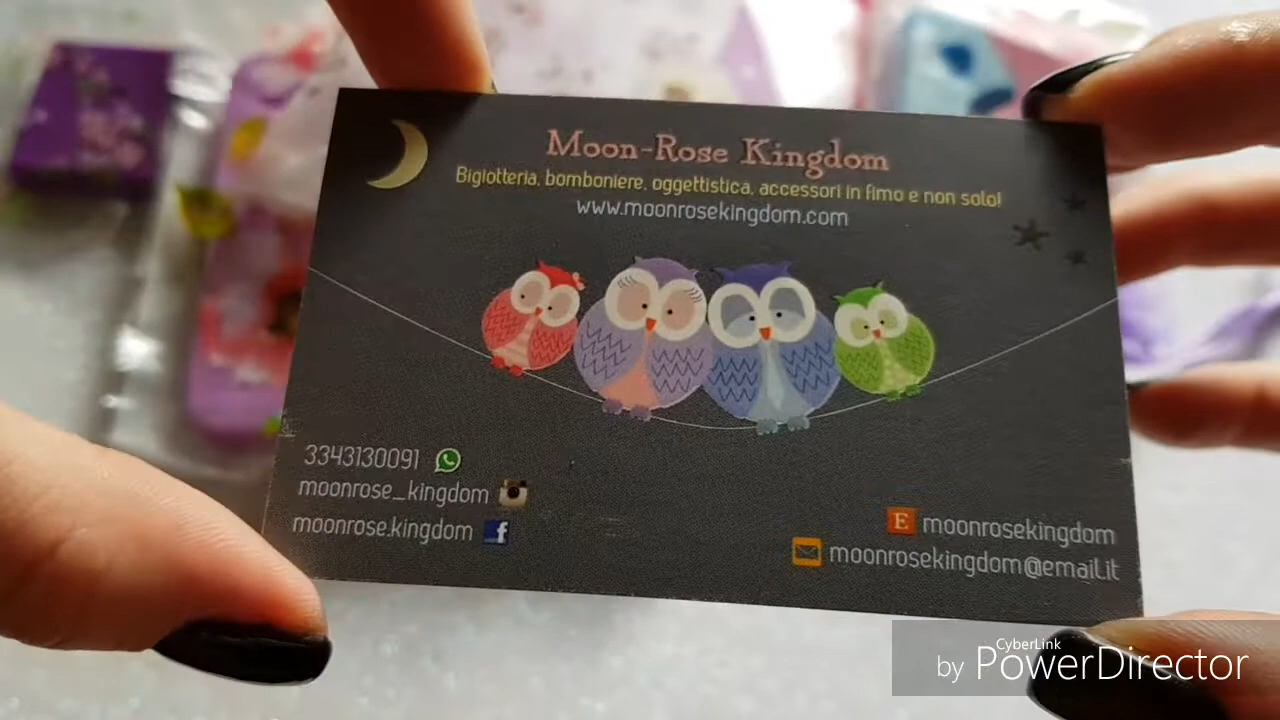 Moon-Rose Kingdom
Bigiotteria, bomboniere, oggettistica, accessori in fimo e non solo!
www.moonrosekingdom.com
3343130091
moonrose_kingdom
moonrose.kingdom f
E moonrosekingdom
moonrosekingdom@email.it
CyberLink
by PowerDirector